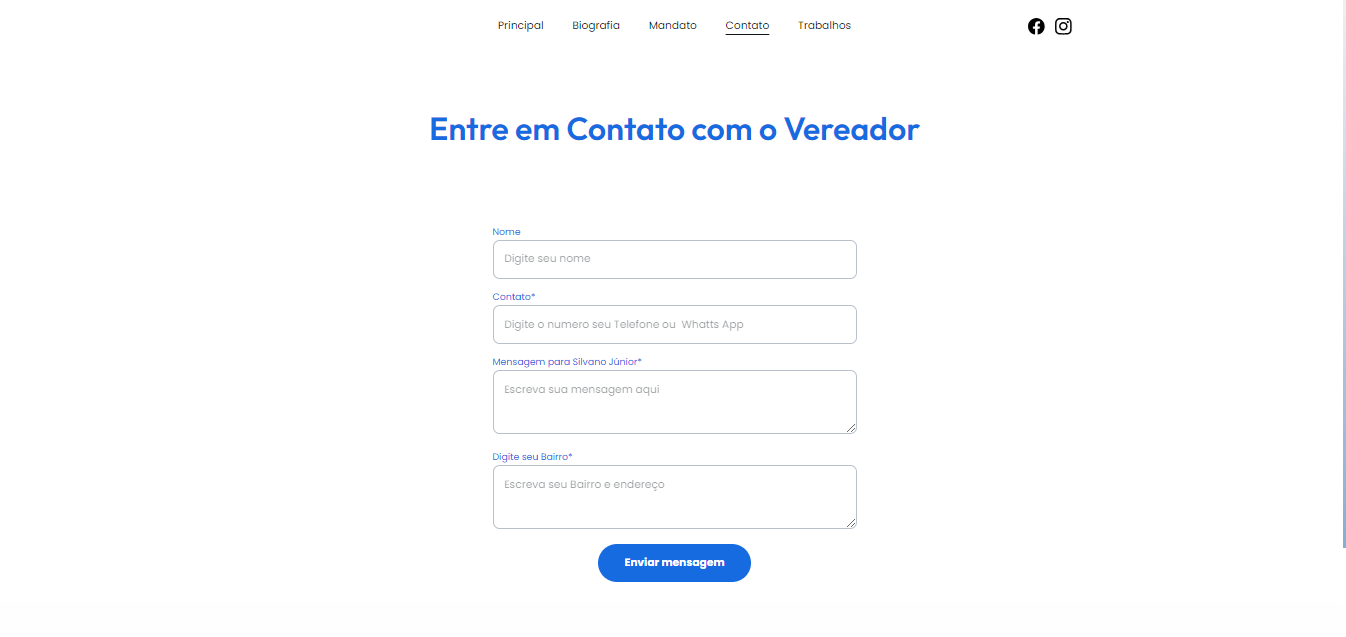 Principal Biografia Mandato Contato Trabalhos
Entre em Contato com o Vereador
Nome
Digite seu nome
Contato*
Digite o numero seu Telefone ou  Whatts App
Mensagem para Silvano Júnior*
Escreva sua mensagem aqui
Digite seu Bairro*
Escreva seu Bairro e endereço
Enviar mensagem